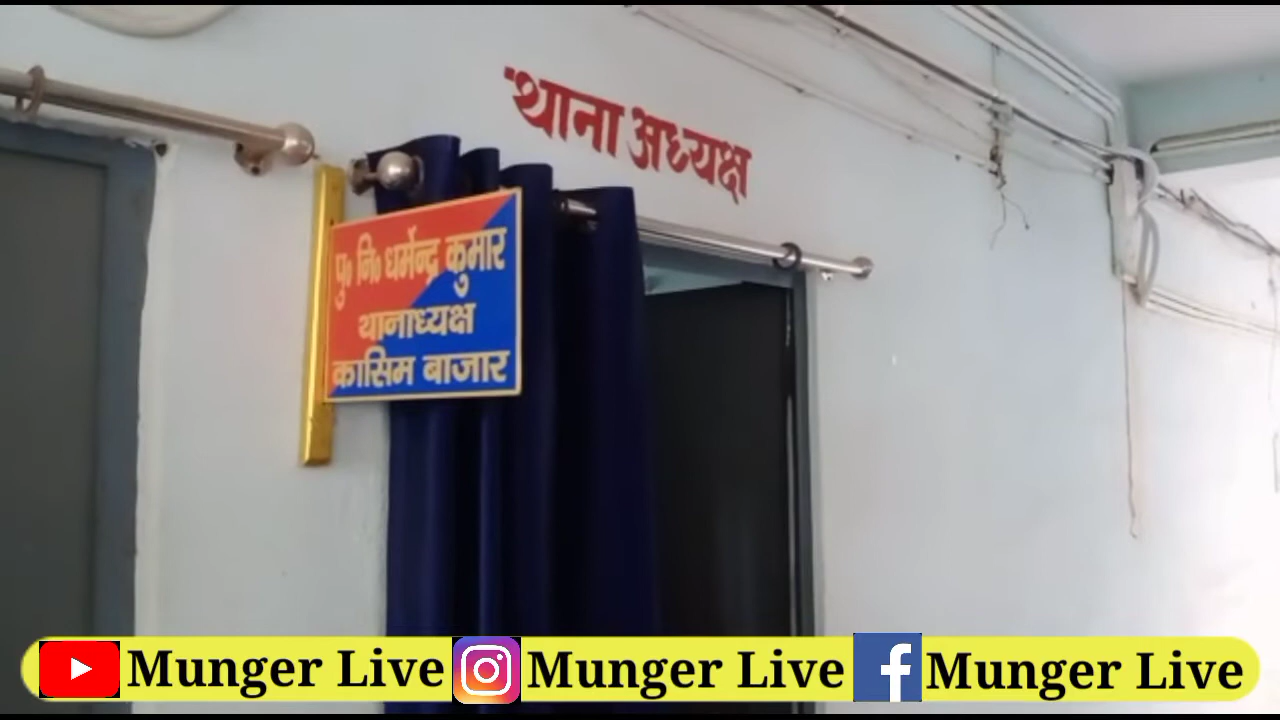 थाना अध्यक्ष
पु० नि० धर्मेन्द्र कुमार
थानाध्यक्ष
कासिम बाजार
Munger Live Munger Live Munger Live